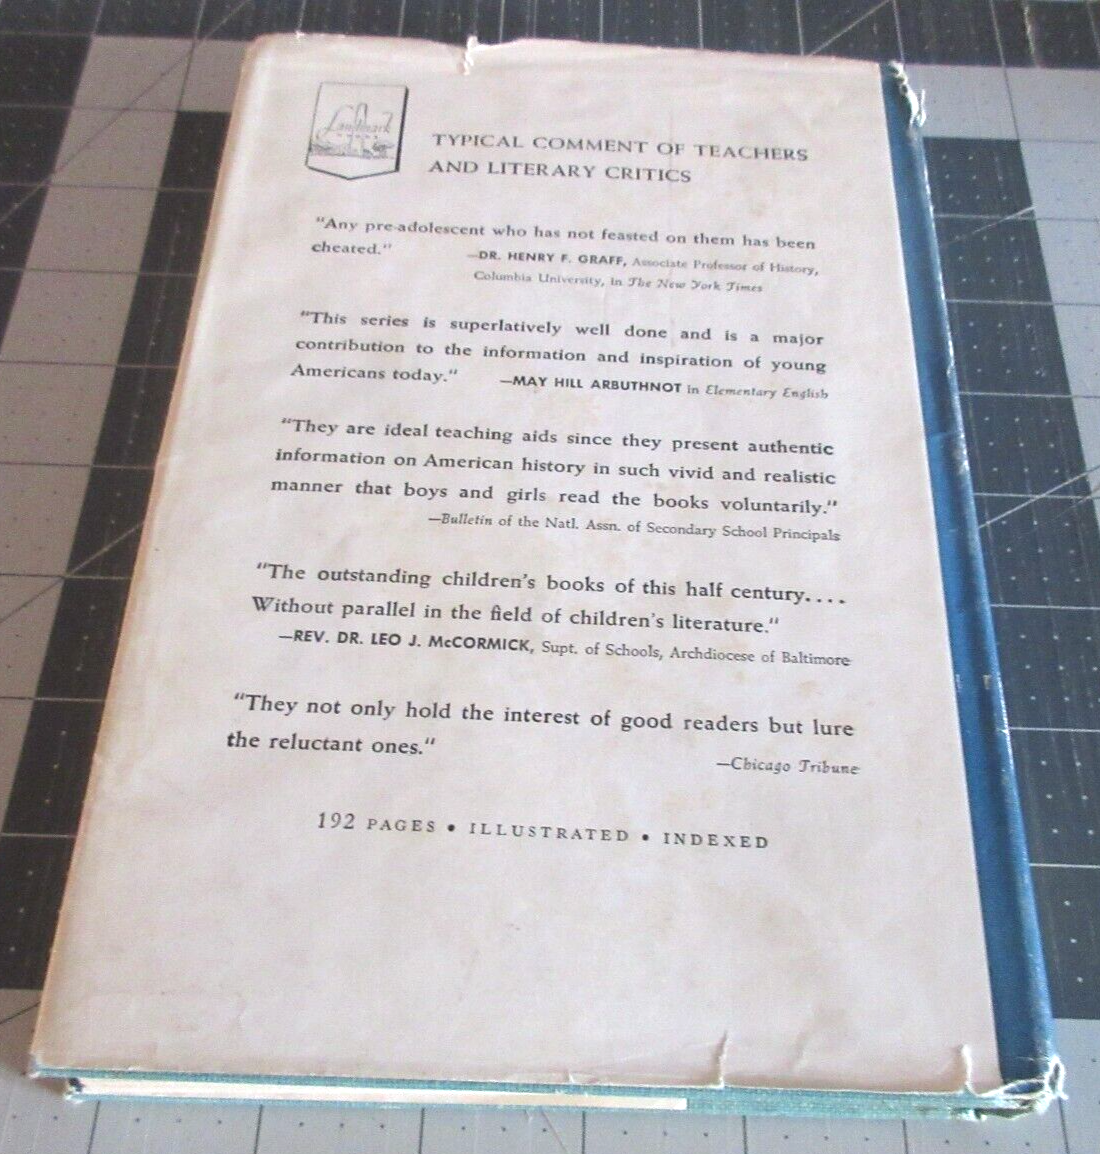 Landmark
TYPICAL COMMENT OF TEACHERS
AND LITERARY CRITICS
"Any pre-adolescent who has not feasted on them has been
cheated."
—DR. HENRY F. GRAFF, Associate Professor of History,
Columbia University, in The New York Times
"This series is superlatively well done and is a major
contribution to the information and inspiration of young
Americans today."
—MAY HILL ARBUTHNOT in Elementary English
"They are ideal teaching aids since they present authentic
information on American history in such vivid and realistic
manner that boys and girls read the books voluntarily."
—Bulletin of the Natl. Assn. of Secondary School Principals
"The outstanding children's books of this half century....
Without parallel in the field of children's literature."
—REV. DR. LEO J. McCORMICK, Supt. of Schools, Archdiocese of Baltimore
"They not only hold the interest of good readers but lure
the reluctant ones."
—Chicago Tribune
192 PAGES • ILLUSTRATED • INDEXED